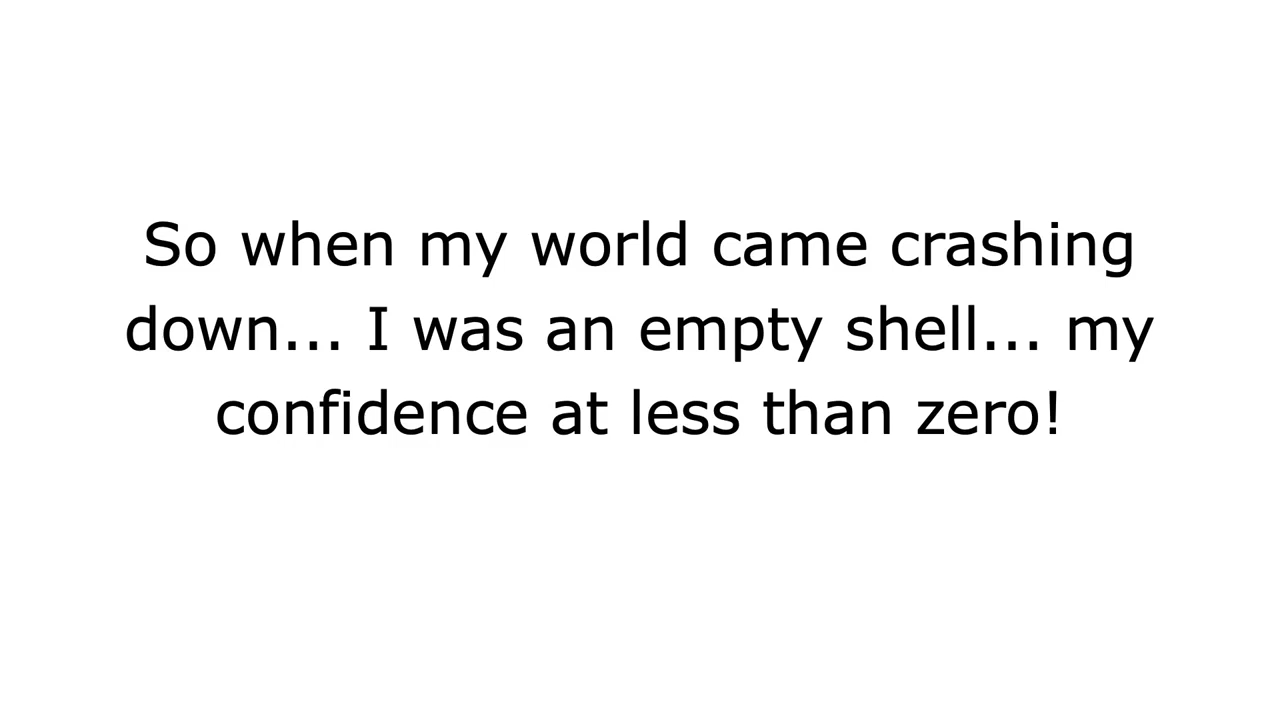 So when my world came crashing
down... I was an empty shell... my
confidence at less than zero!